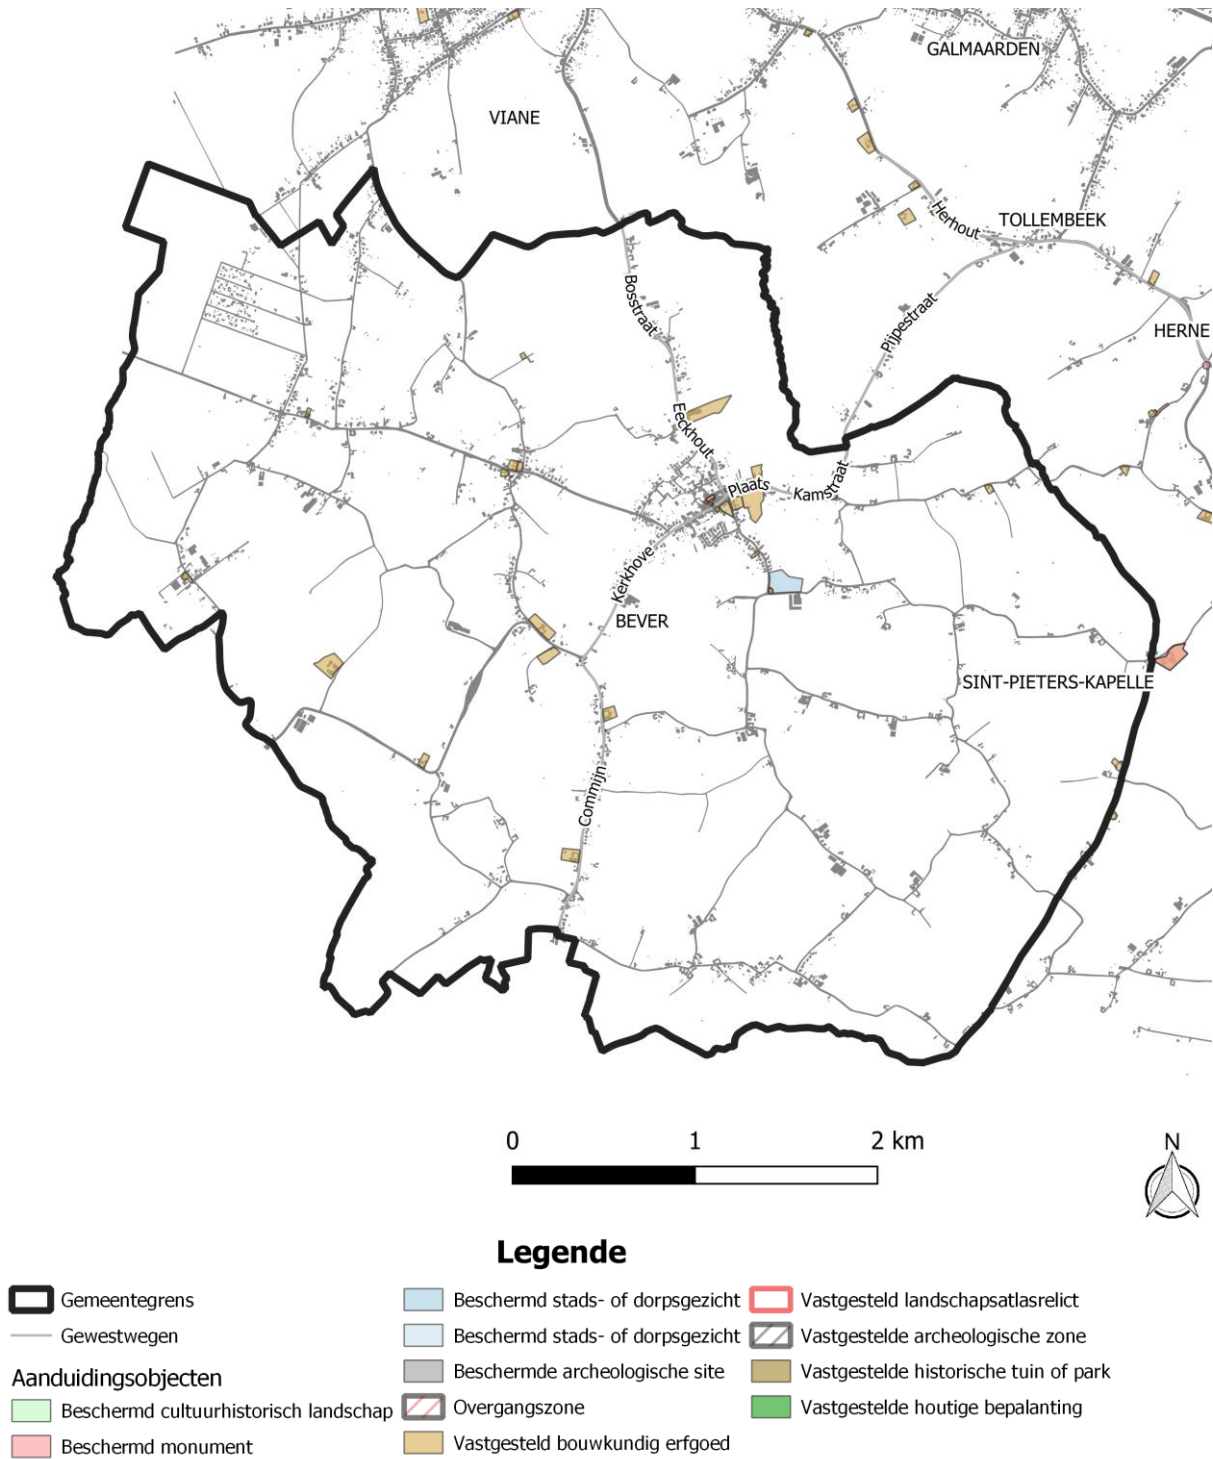 GALMAARDEN
VIANE
Herhout
TOLLEMBEEK
Bosstraat
Pijpestraat
HERNE
Eeckhout
Plaats
Kamstraat
Kerkhove
BEVER
SINT-PIETERS-KAPELLE
Commijn
0 1 2 km
N
Legende
Gemeentegrens
Gewestwegen
Aanduidingsobjecten
Beschermd cultuurhistorisch landschap
Beschermd monument
Beschermd stads- of dorpsgezicht
Beschermd stads- of dorpsgezicht
Beschermde archeologische site
Overgangszone
Vastgesteld bouwkundig erfgoed
Vastgesteld landschapsatlasrelict
Vastgestelde archeologische zone
Vastgestelde historische tuin of park
Vastgestelde houtige bepalanting